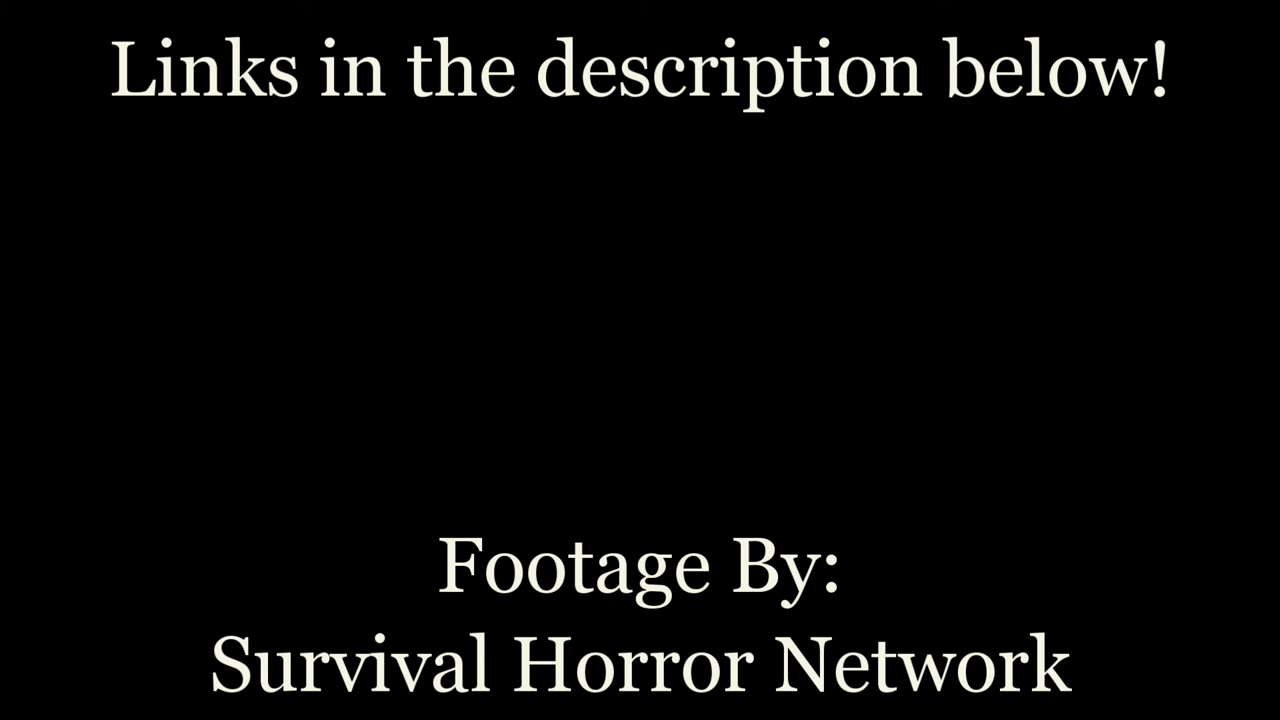 Links in the description below!
Footage By:
Survival Horror Network